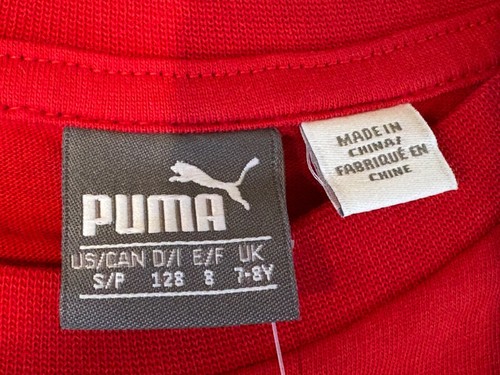 PUMA
US/CAN D/I E/F UK
S/P 128 8 7-8Y
MADE IN
CHINA/
FABRIQUÉ EN
CHINE